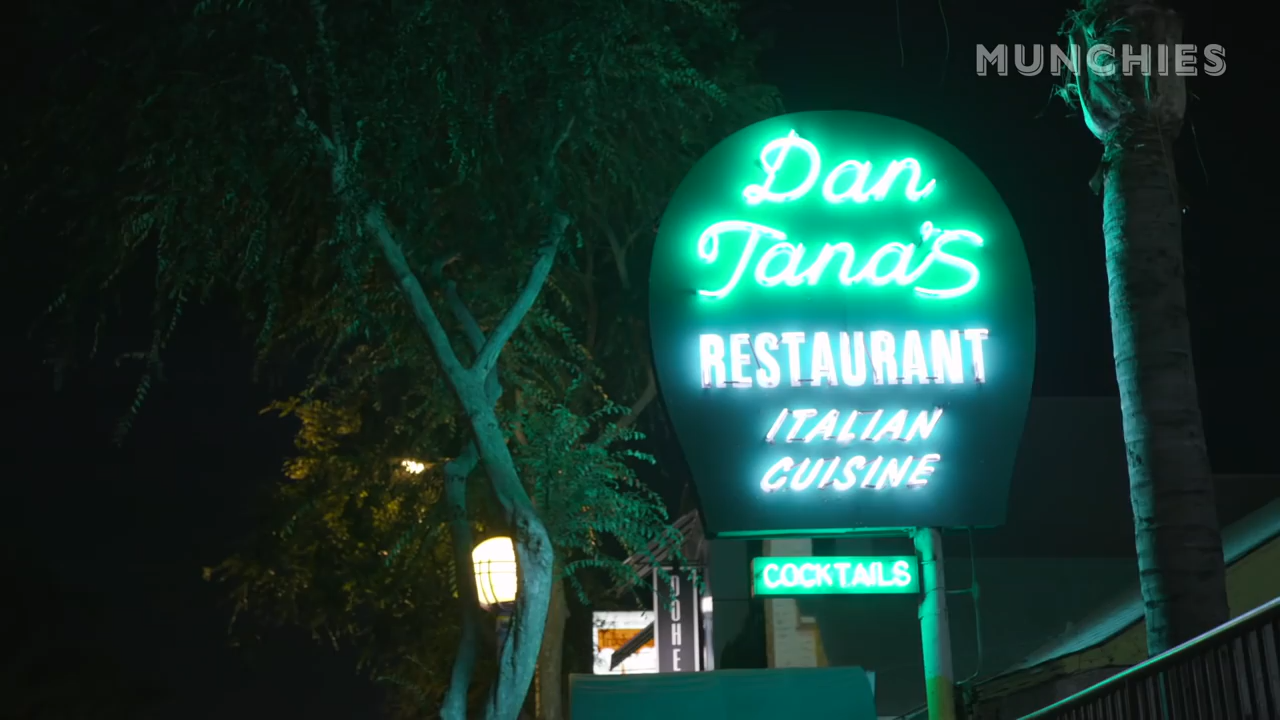 MUNCHIES
Dan
Tana's
RESTAURANT
ITALIAN
CUISINE
COCKTAILS